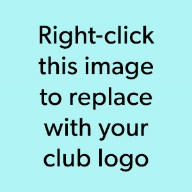 Right-click
this image
to replace
with your
club logo